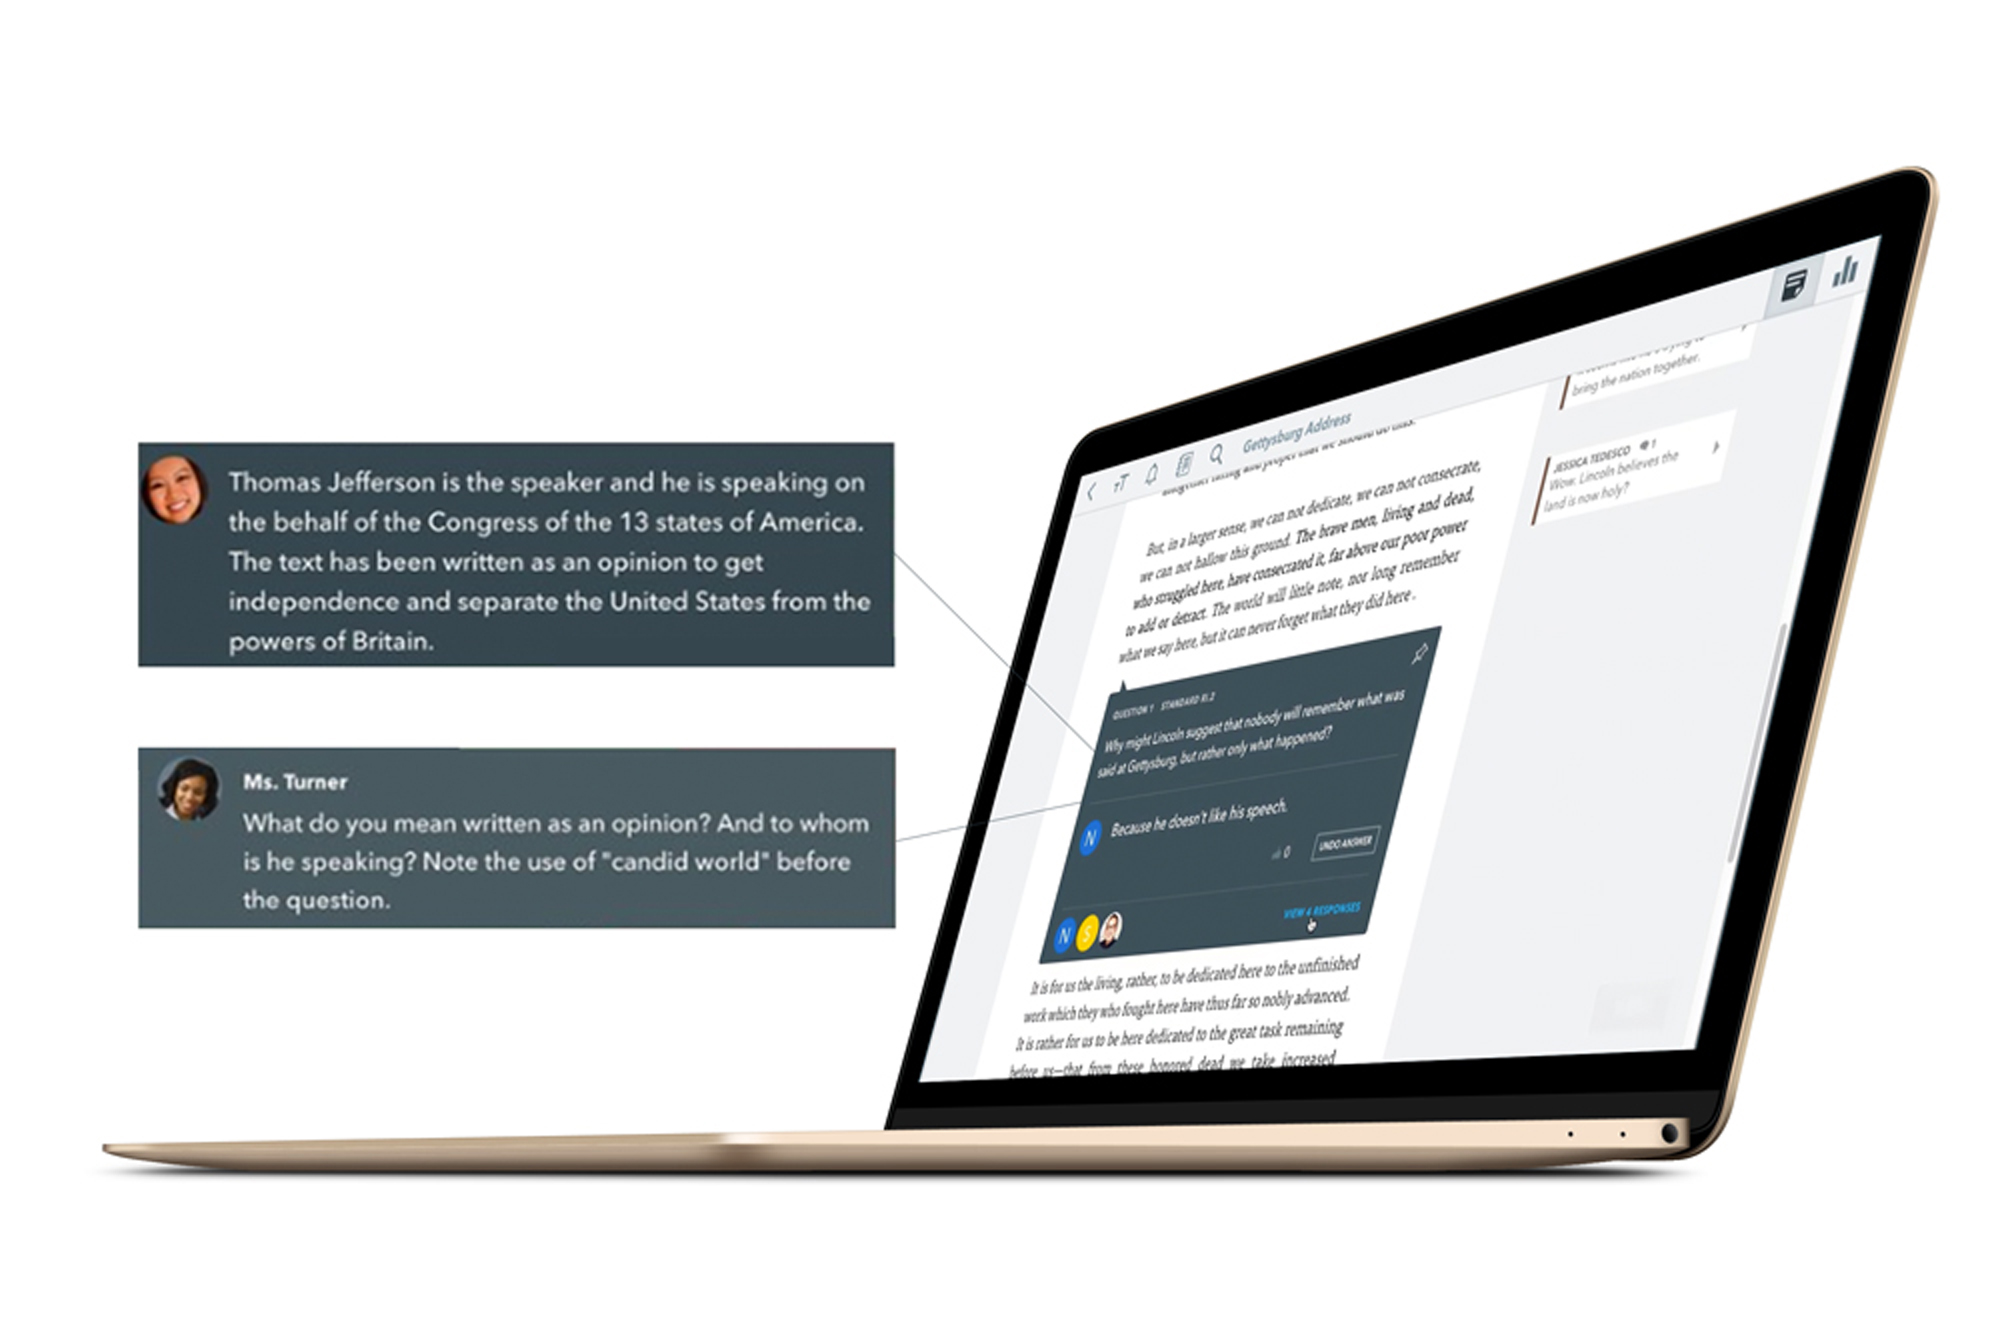 Thomas Jefferson is the speaker and he is speaking on
the behalf of the Congress of the 13 states of America.
The text has been written as an opinion to get
independence and separate the United States from the
powers of Britain.
Ms. Turner
What do you mean written as an opinion? And to whom
is he speaking? Note the use of "candid world" before
the question.
TT
Gettysburg Address
and proper that we should do this.
But, in a larger sense, we can not dedicate, we can not consecrate,
we can not hallow this ground. The brave men, living and dead,
who struggled here, have consecrated it, far above our poor power
to add or detract. The world will little note, nor long remember
what we say here, but it can never forget what they did here.
QUESTION 1 STANDARD RI.2
Why might Lincoln suggest that nobody will remember what was
said at Gettysburg, but rather only what happened?
N
Because he doesn't like his speech.
0
UNDO ANSWER
N S
VIEW 4 RESPONSES
It is for us the living, rather, to be dedicated here to the unfinished
work which they who fought here have thus far so nobly advanced.
It is rather for us to be here dedicated to the great task remaining
before us—that from these honored dead we take increased
bring the nation together.
JESSICA TEDESCO 1
Wow. Lincoln believes the
land is now holy?